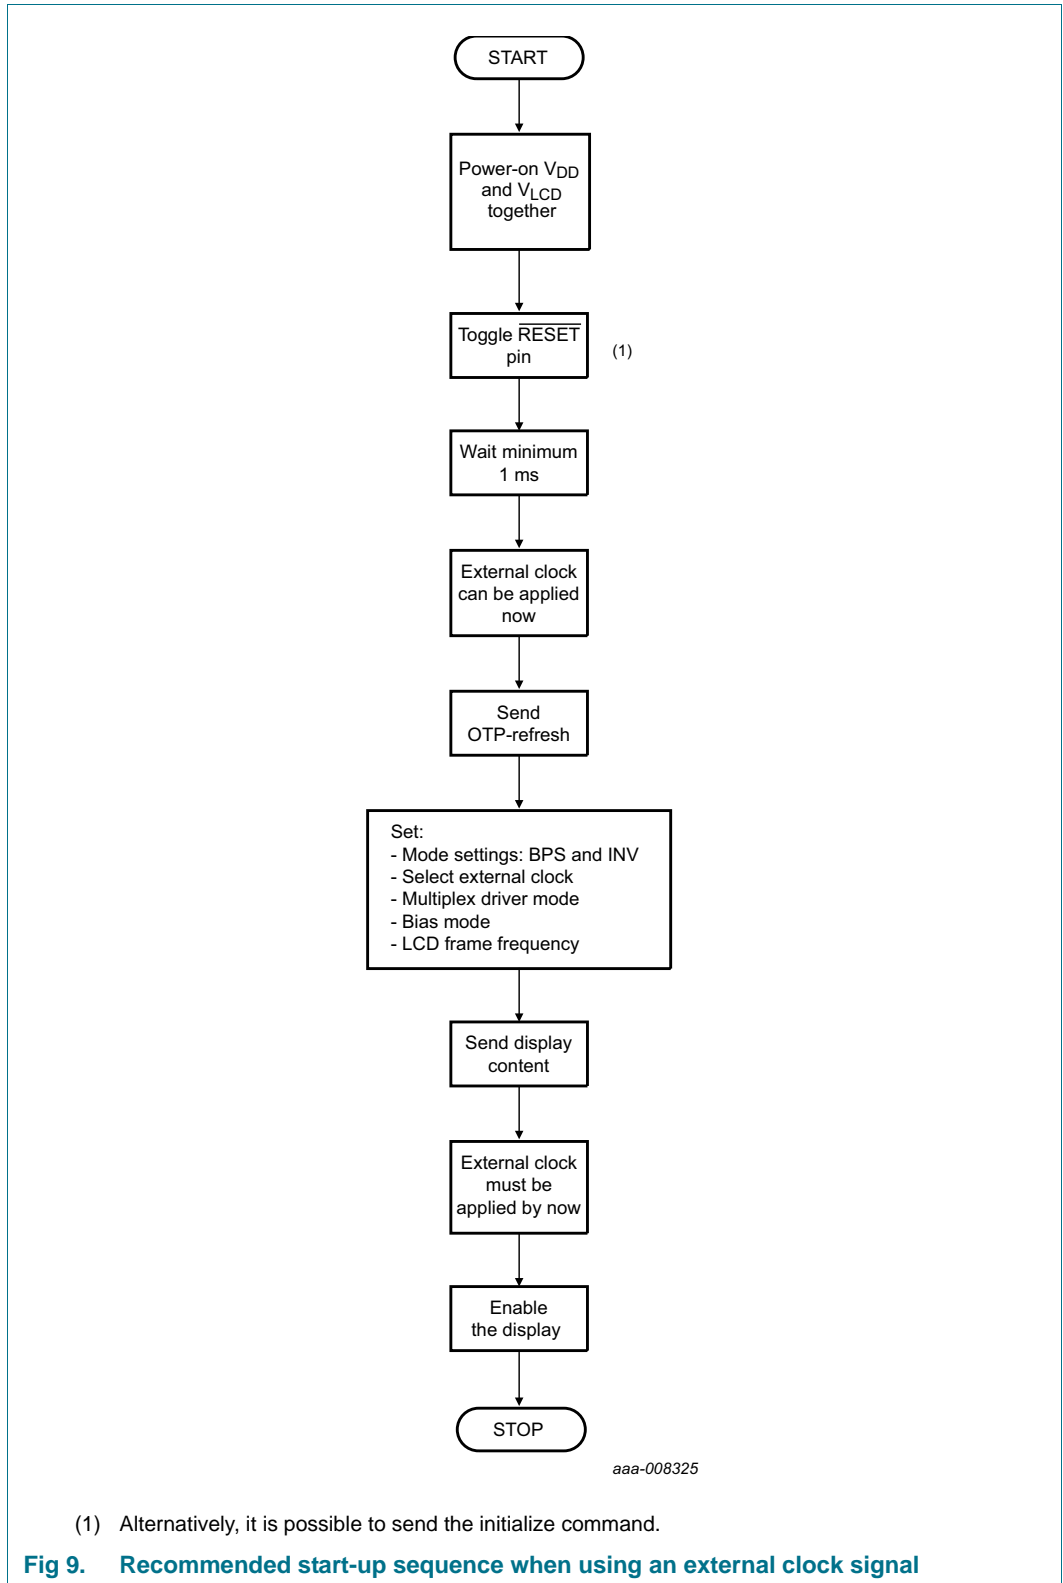 START
Power-on VDD
and VLCD
together
Toggle RESET
pin
(1)
Wait minimum
1 ms
External clock
can be applied
now
Send
OTP-refresh
Set:
- Mode settings: BPS and INV
- Select external clock
- Multiplex driver mode
- Bias mode
- LCD frame frequency
Send display
content
External clock
must be
applied by now
Enable
the display
STOP
aaa-008325
(1) Alternatively, it is possible to send the initialize command.
Fig 9. Recommended start-up sequence when using an external clock signal